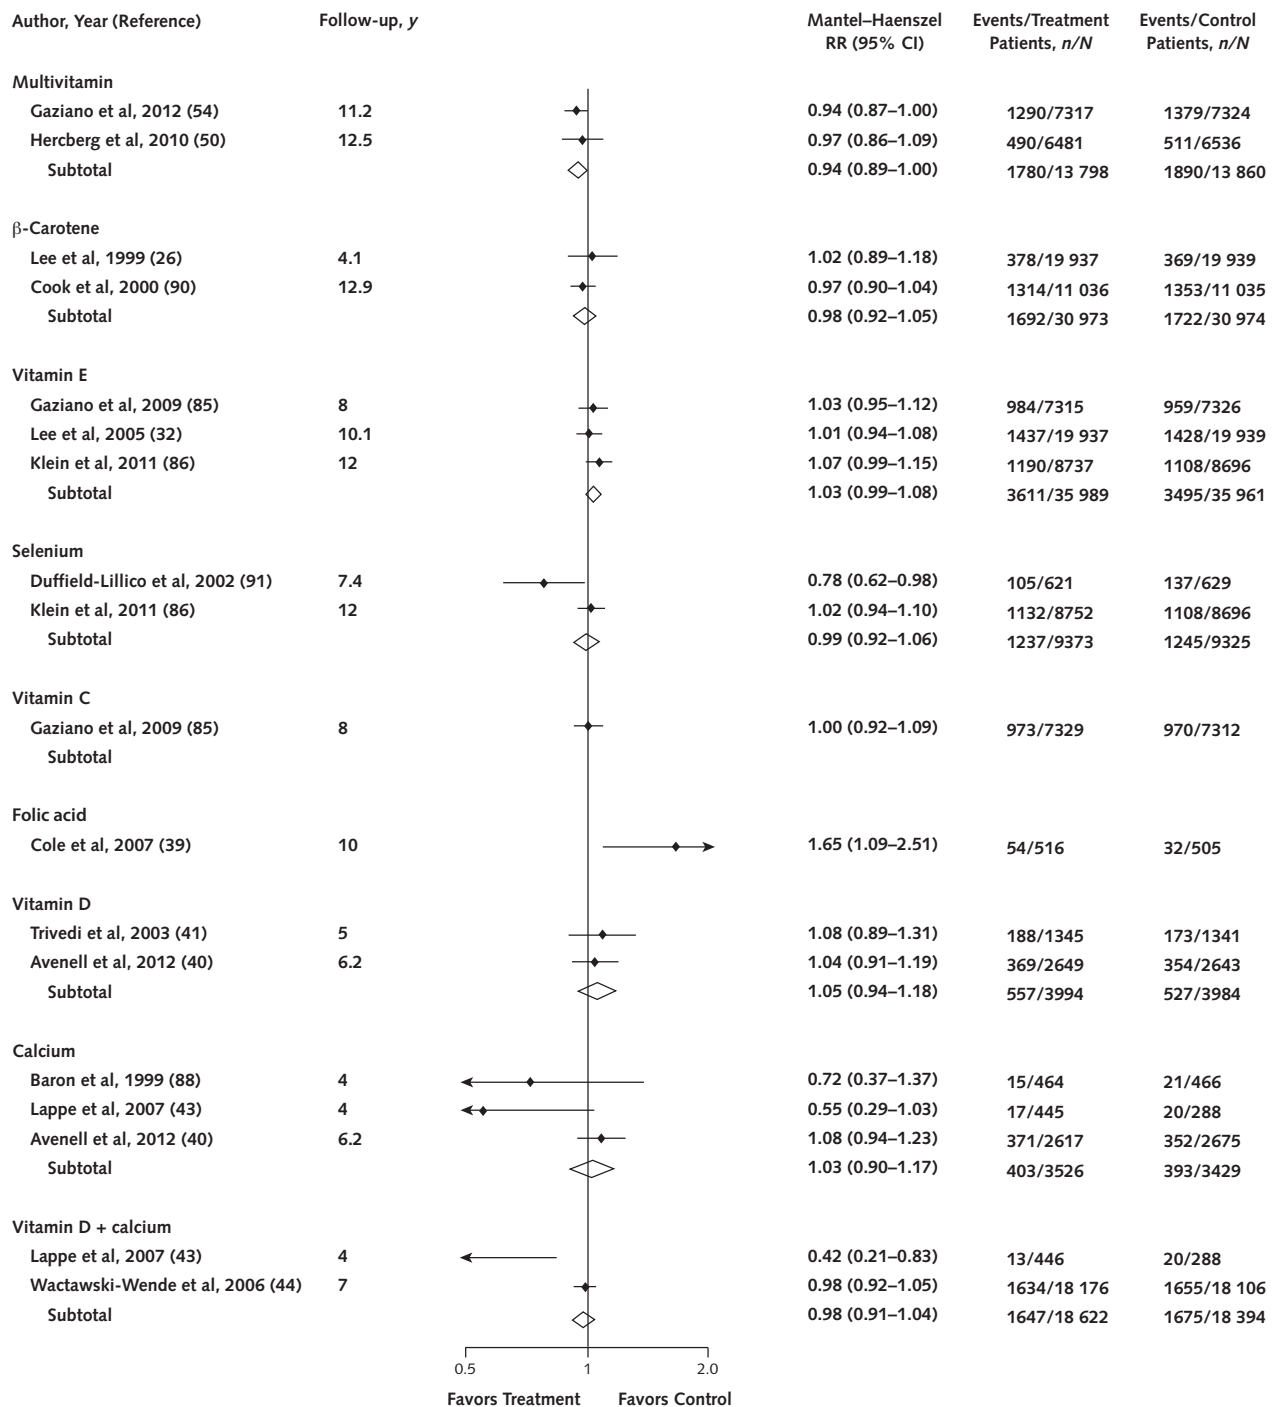 Author, Year (Reference) Follow-up, y Mantel–Haenszel RR (95% CI) Events/Treatment Patients, n/N Events/Control Patients, n/N
Multivitamin
Gaziano et al, 2012 (54) 11.2 0.94 (0.87–1.00) 1290/7317 1379/7324
Hercberg et al, 2010 (50) 12.5 0.97 (0.86–1.09) 490/6481 511/6536
Subtotal 0.94 (0.89–1.00) 1780/13 798 1890/13 860
β-Carotene
Lee et al, 1999 (26) 4.1 1.02 (0.89–1.18) 378/19 937 369/19 939
Cook et al, 2000 (90) 12.9 0.97 (0.90–1.04) 1314/11 036 1353/11 035
Subtotal 0.98 (0.92–1.05) 1692/30 973 1722/30 974
Vitamin E
Gaziano et al, 2009 (85) 8 1.03 (0.95–1.12) 984/7315 959/7326
Lee et al, 2005 (32) 10.1 1.01 (0.94–1.08) 1437/19 937 1428/19 939
Klein et al, 2011 (86) 12 1.07 (0.99–1.15) 1190/8737 1108/8696
Subtotal 1.03 (0.99–1.08) 3611/35 989 3495/35 961
Selenium
Duffield-Lillico et al, 2002 (91) 7.4 0.78 (0.62–0.98) 105/621 137/629
Klein et al, 2011 (86) 12 1.02 (0.94–1.10) 1132/8752 1108/8696
Subtotal 0.99 (0.92–1.06) 1237/9373 1245/9325
Vitamin C
Gaziano et al, 2009 (85) 8 1.00 (0.92–1.09) 973/7329 970/7312
Subtotal
Folic acid
Cole et al, 2007 (39) 10 1.65 (1.09–2.51) 54/516 32/505
Vitamin D
Trivedi et al, 2003 (41) 5 1.08 (0.89–1.31) 188/1345 173/1341
Avenell et al, 2012 (40) 6.2 1.04 (0.91–1.19) 369/2649 354/2643
Subtotal 1.05 (0.94–1.18) 557/3994 527/3984
Calcium
Baron et al, 1999 (88) 4 0.72 (0.37–1.37) 15/464 21/466
Lappe et al, 2007 (43) 4 0.55 (0.29–1.03) 17/445 20/288
Avenell et al, 2012 (40) 6.2 1.08 (0.94–1.23) 371/2617 352/2675
Subtotal 1.03 (0.90–1.17) 403/3526 393/3429
Vitamin D + calcium
Lappe et al, 2007 (43) 4 0.42 (0.21–0.83) 13/446 20/288
Wactawski-Wende et al, 2006 (44) 7 0.98 (0.92–1.05) 1634/18 176 1655/18 106
Subtotal 0.98 (0.91–1.04) 1647/18 622 1675/18 394
0.5 1 2.0
Favors Treatment Favors Control